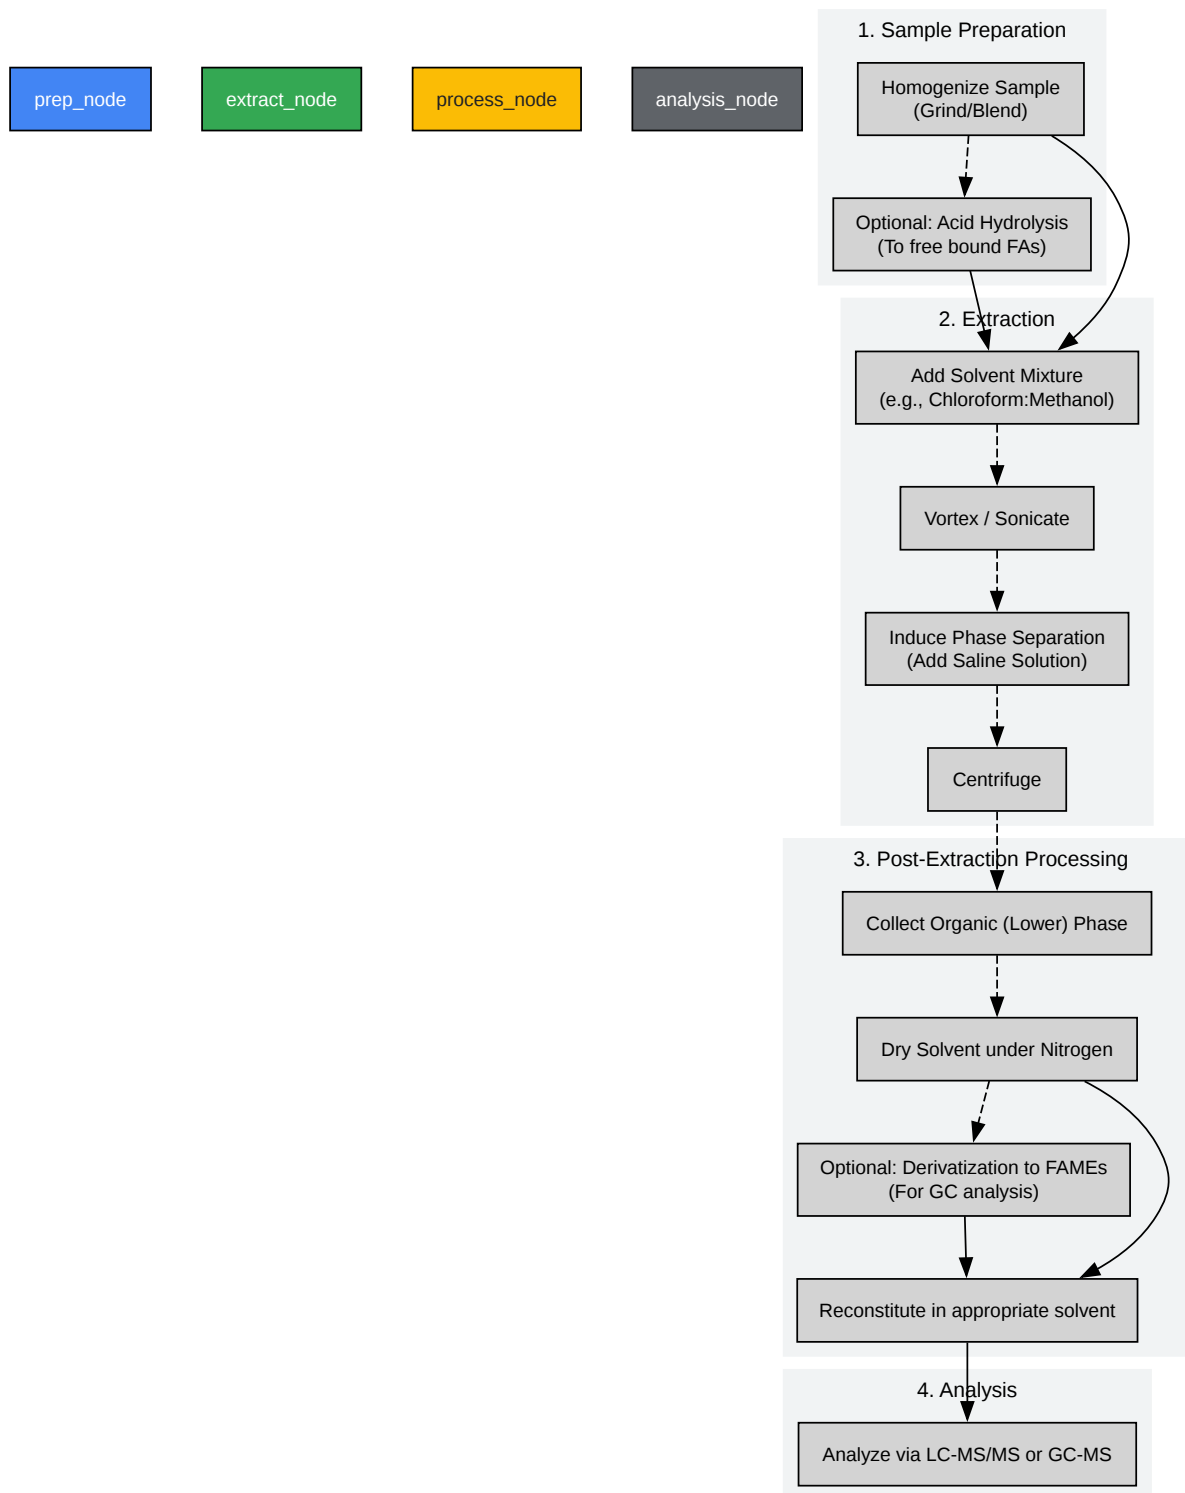 prep_node
extract_node
process_node
analysis_node
1. Sample Preparation
Homogenize Sample
(Grind/Blend)
Optional: Acid Hydrolysis
(To free bound FAs)
2. Extraction
Add Solvent Mixture
(e.g., Chloroform:Methanol)
Vortex / Sonicate
Induce Phase Separation
(Add Saline Solution)
Centrifuge
3. Post-Extraction Processing
Collect Organic (Lower) Phase
Dry Solvent under Nitrogen
Optional: Derivatization to FAMEs
(For GC analysis)
Reconstitute in appropriate solvent
4. Analysis
Analyze via LC-MS/MS or GC-MS